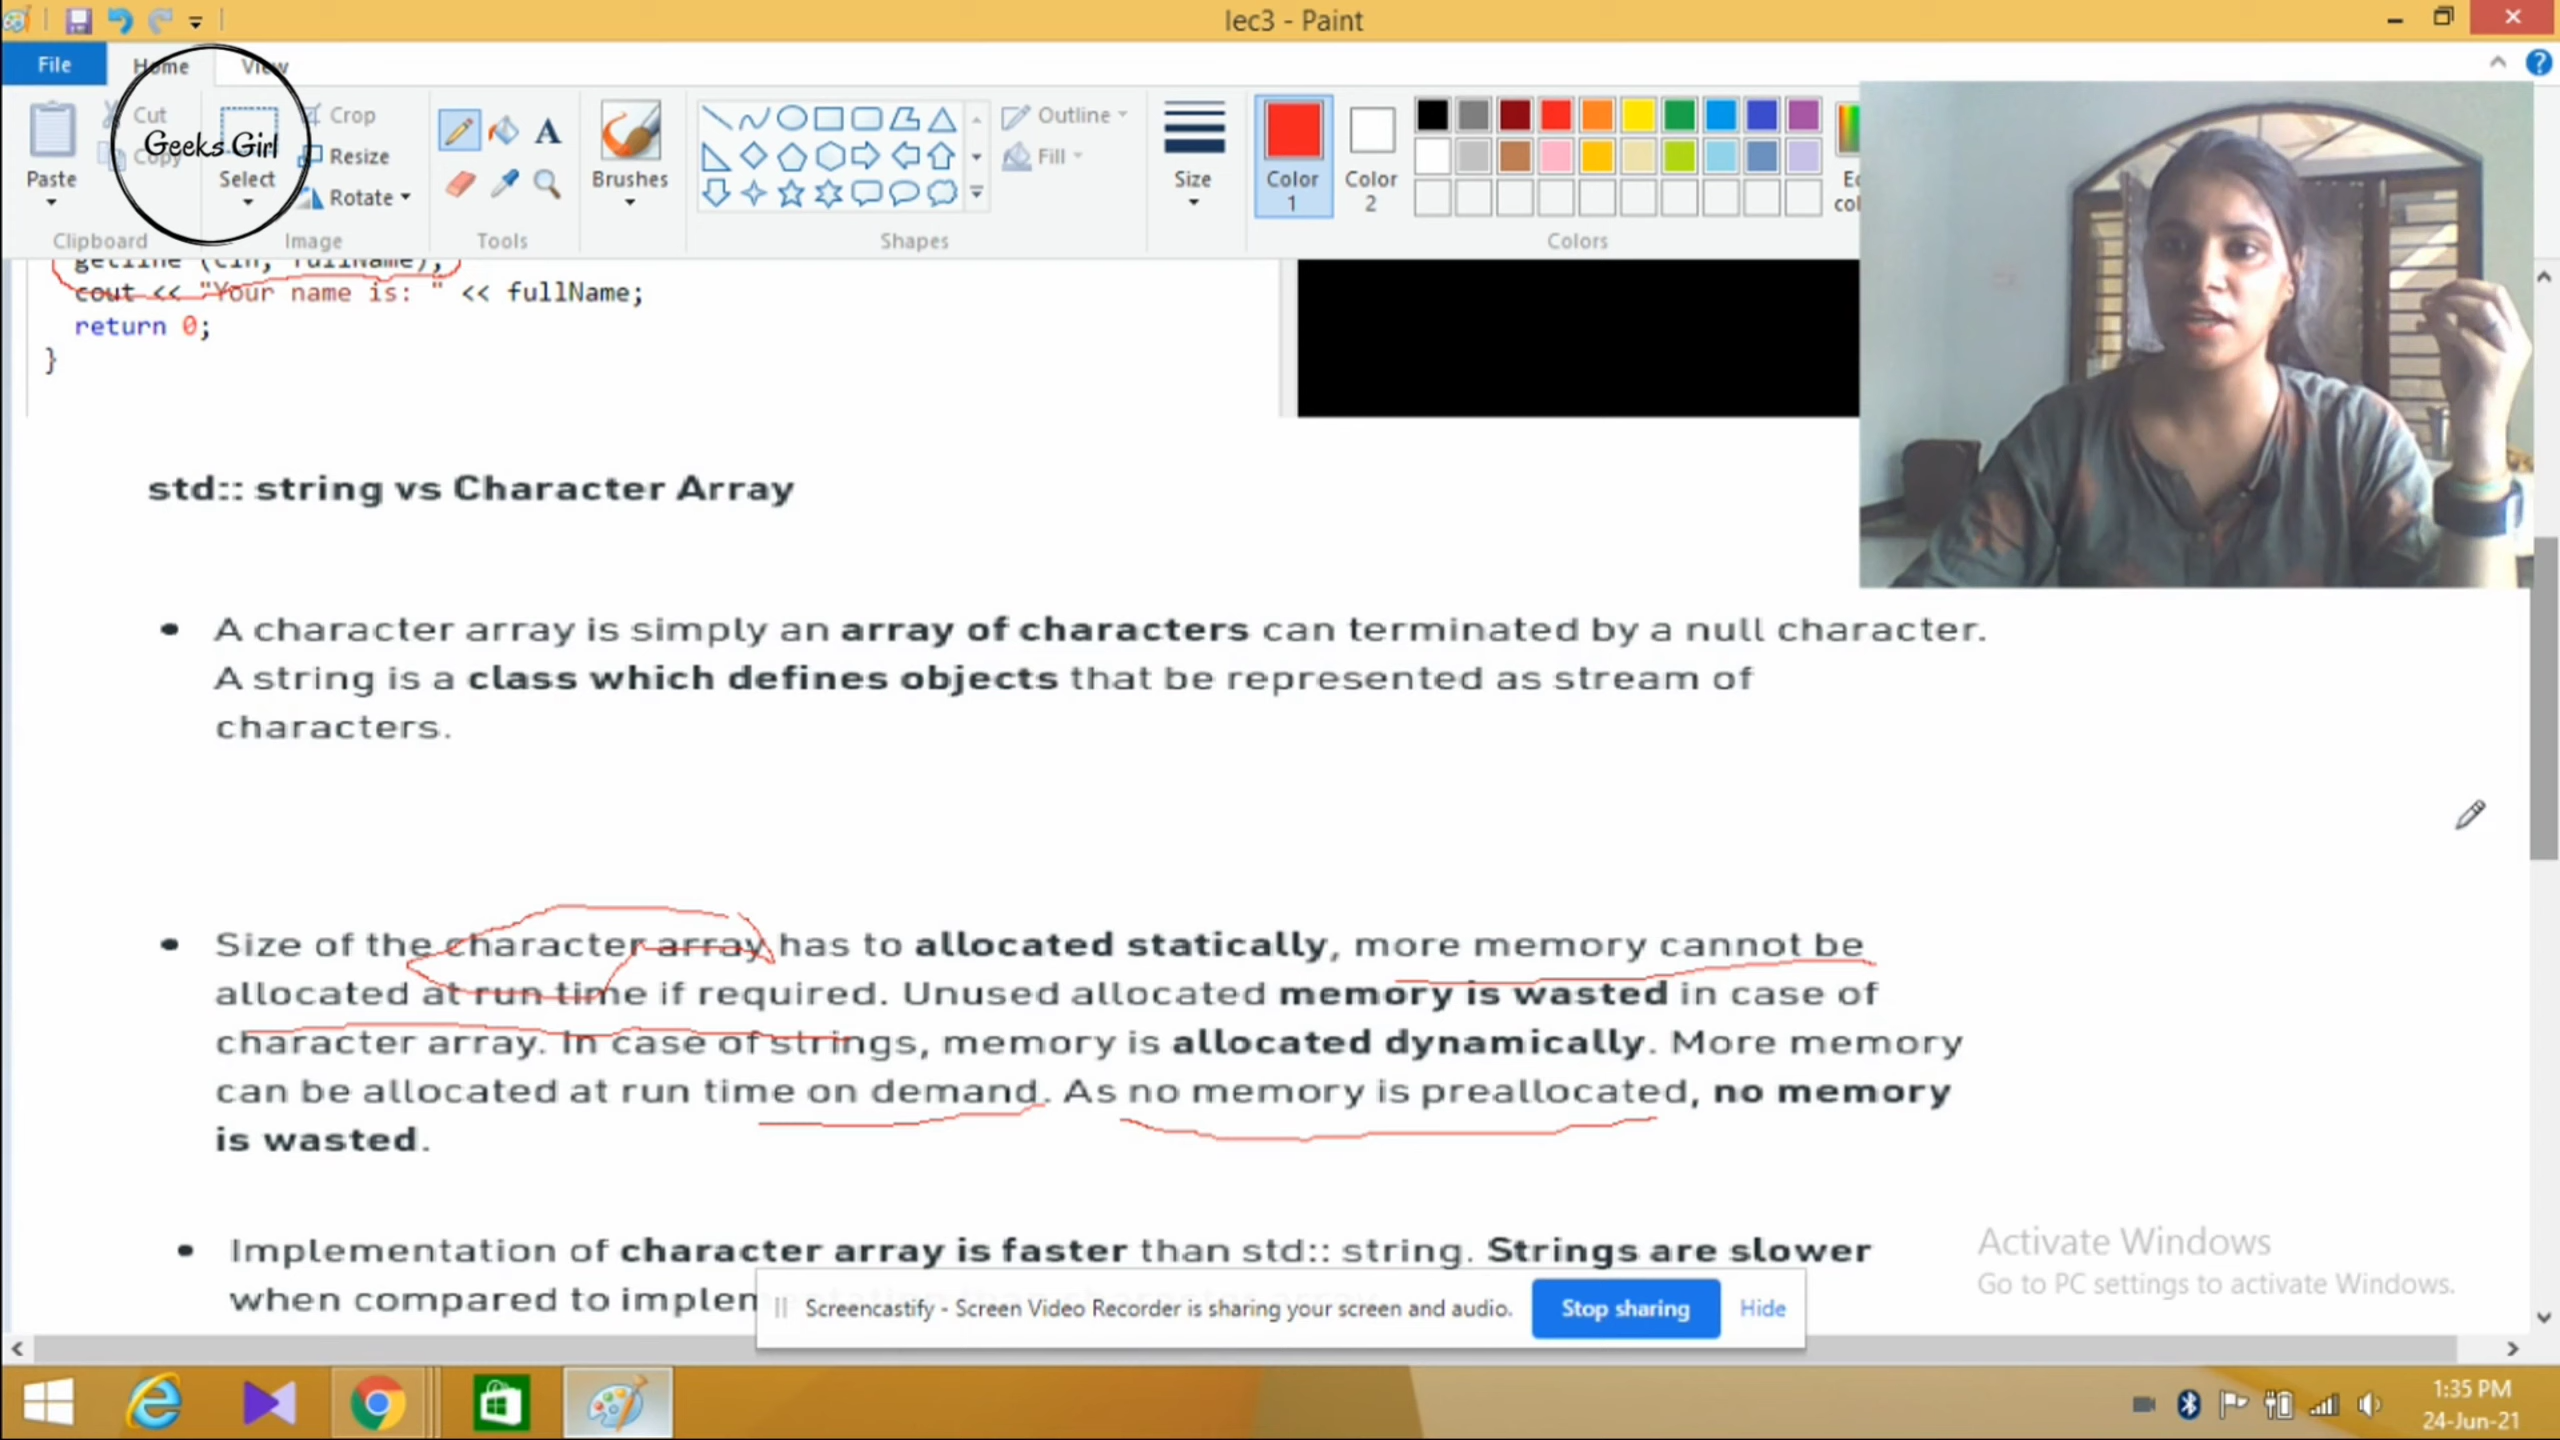 lec3 - Paint
File
Home
View
Cut
Copy
Paste
Geeks Girl
Select
Crop
Resize
Rotate
Brushes
Outline
Fill
Size
Color 1
Color 2
Clipboard
Image
Tools
Shapes
Colors
getline (cin, fullName);
cout << "Your name is: " << fullName;
return 0;
}
std:: string vs Character Array
• A character array is simply an array of characters can terminated by a null character.
A string is a class which defines objects that be represented as stream of
characters.
• Size of the character array has to allocated statically, more memory cannot be
allocated at run time if required. Unused allocated memory is wasted in case of
character array. In case of strings, memory is allocated dynamically. More memory
can be allocated at run time on demand. As no memory is preallocated, no memory
is wasted.
• Implementation of character array is faster than std:: string. Strings are slower
when compared to implem
Screencastify - Screen Video Recorder is sharing your screen and audio.
Stop sharing
Hide
Activate Windows
Go to PC settings to activate Windows.
1:35 PM
24-Jun-21